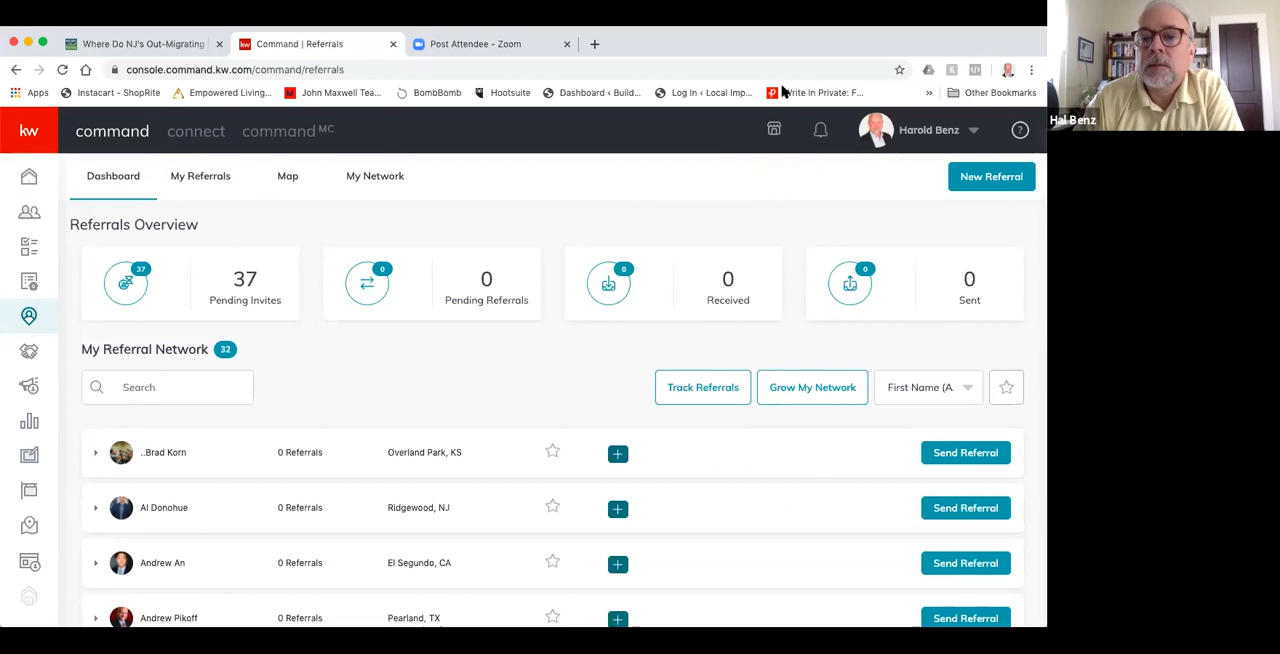 Where Do NJ's Out-Migrating
Command | Referrals
Post Attendee - Zoom
console.command.kw.com/command/referrals
Apps
Instacart - ShopRite
Empowered Living...
John Maxwell Tea...
BombBomb
Hootsuite
Dashboard ‹ Build...
Log In ‹ Local Imp...
rite In Private: F...
»
Other Bookmarks
Hal Benz
kw
command
connect
command MC
Harold Benz
?
Dashboard
My Referrals
Map
My Network
New Referral
Referrals Overview
37
37
Pending Invites
0
0
Pending Referrals
0
0
Received
0
0
Sent
My Referral Network 32
Search
Track Referrals
Grow My Network
First Name (A.
..Brad Korn
0 Referrals
Overland Park, KS
+
Send Referral
Al Donohue
0 Referrals
Ridgewood, NJ
+
Send Referral
Andrew An
0 Referrals
El Segundo, CA
+
Send Referral
Andrew Pikoff
0 Referrals
Pearland, TX
+
Send Referral